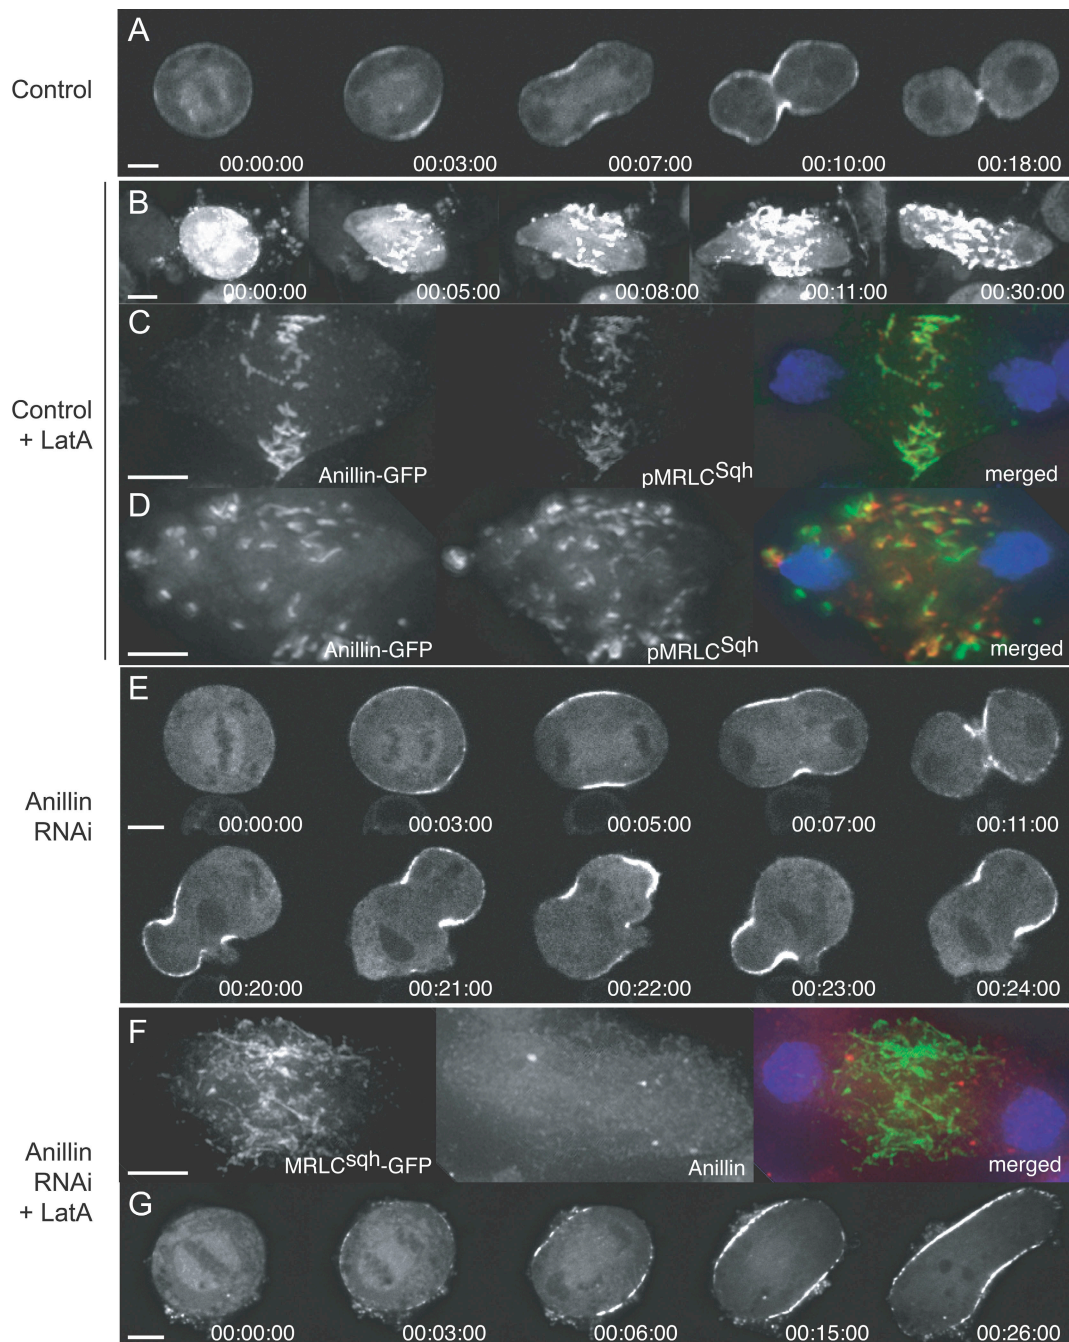 A
Control
00:00:00 00:03:00 00:07:00 00:10:00 00:18:00
B
00:00:00 00:05:00 00:08:00 00:11:00 00:30:00
C
Control
+ LatA
Anillin-GFP pMRLCSqh merged
D
Anillin-GFP pMRLCSqh merged
E
Anillin
RNAi
00:00:00 00:03:00 00:05:00 00:07:00 00:11:00
00:20:00 00:21:00 00:22:00 00:23:00 00:24:00
F
MRLCsqh-GFP Anillin merged
Anillin
RNAi
+ LatA
G
00:00:00 00:03:00 00:06:00 00:15:00 00:26:00